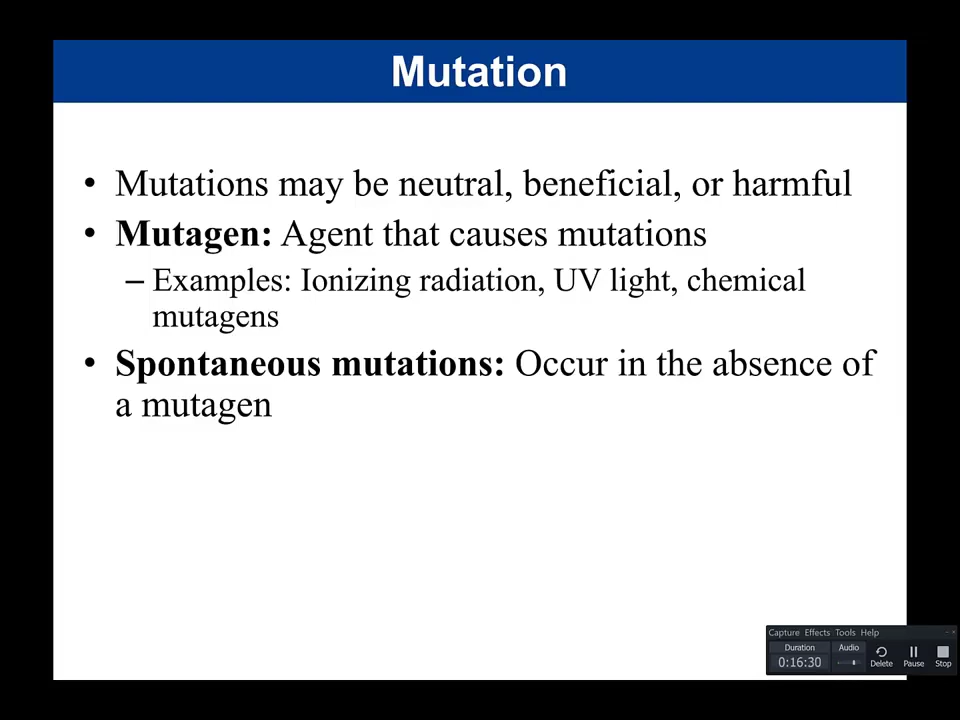 Mutation
• Mutations may be neutral, beneficial, or harmful
• Mutagen: Agent that causes mutations
– Examples: Ionizing radiation, UV light, chemical
mutagens
• Spontaneous mutations: Occur in the absence of
a mutagen
Capture Effects Tools Help
Duration Audio
0:16:30 Delete Pause Stop